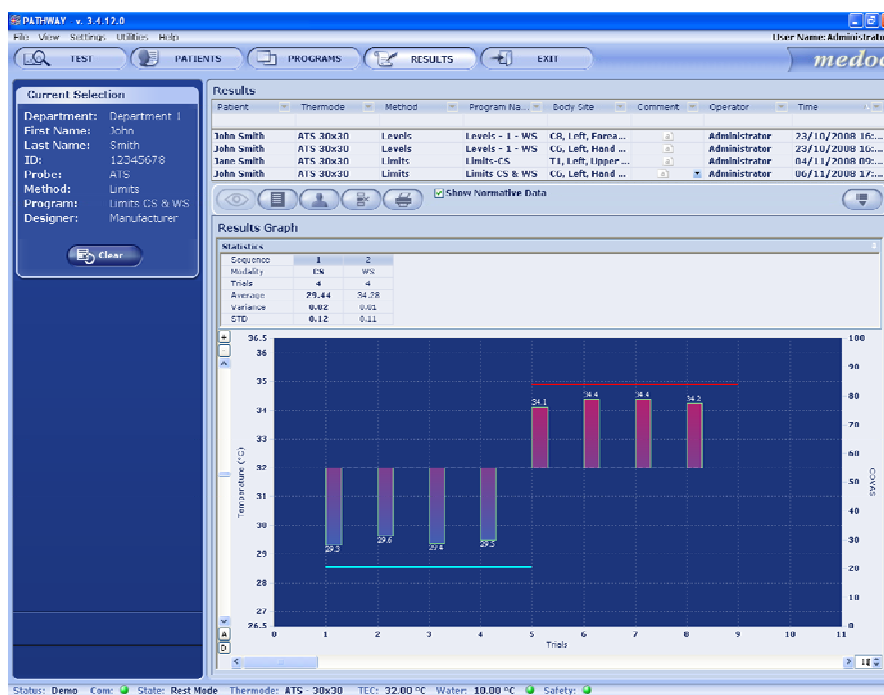 PATHWAY v. 3.4.12.0
File View Settings Utilities Help User Name: Administrato
TEST PATIENTS PROGRAMS RESULTS EXIT medoc
Current Selection
Department: Department 1
First Name: John
Last Name: Smith
ID: 12345678
Probe: ATS
Method: Limits
Program: Limits CS & WS
Designer: Manufacturer
Clear
Results
Patient Thermode Method Program Na... Body Site Comment Operator Time
John Smith ATS 30x30 Levels Levels - 1 - WS C8, Left, Forea... Administrator 23/10/2008 16:...
John Smith ATS 30x30 Levels Levels - 1 - WS C6, Left, Hand ... Administrator 23/10/2008 16:...
Jane Smith ATS 30x30 Limits Limits-CS T1, Left, Upper ... Administrator 04/11/2008 09:...
John Smith ATS 30x30 Limits Limits CS & WS C6, Left, Hand ... Administrator 06/11/2008 17:...
Show Normative Data
Results Graph
Statistics
Sequence 1 2
Modality CS WS
Trials 4 4
Average 29.44 34.28
Variance 0.02 0.01
STD 0.12 0.11
36.5 100
36
90
35
34.1 34.4 34.4 34.2
80
34
70
33
60
32
50
31
40
30
29.3 29.6 29.4 29.5
30
29
20
28
10
27
26.5 0
Temperature (°C)
COVAS
0 1 2 3 4 5 6 7 8 9 10 11
Trials
A
D
Status: Demo Com: State: Rest Mode Thermode: ATS - 30x30 TEC: 32.00 °C Water: 10.00 °C Safety: